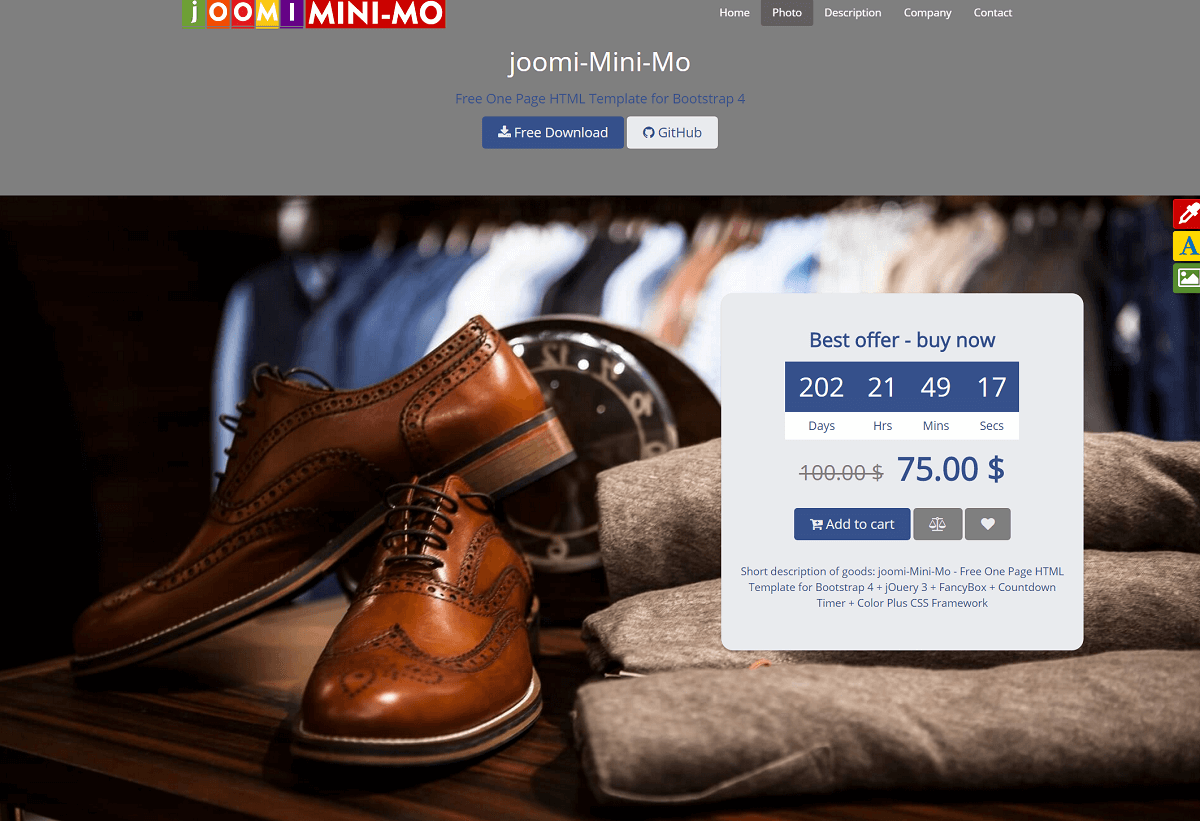 jOOMI MINI-MO
Home Photo Description Company Contact
joomi-Mini-Mo
Free One Page HTML Template for Bootstrap 4
Free Download GitHub
A
Best offer - buy now
202 21 49 17
Days Hrs Mins Secs
100.00 $ 75.00 $
Add to cart
Short description of goods: joomi-Mini-Mo - Free One Page HTML
Template for Bootstrap 4 + jQuery 3 + FancyBox + Countdown
Timer + Color Plus CSS Framework
12
10